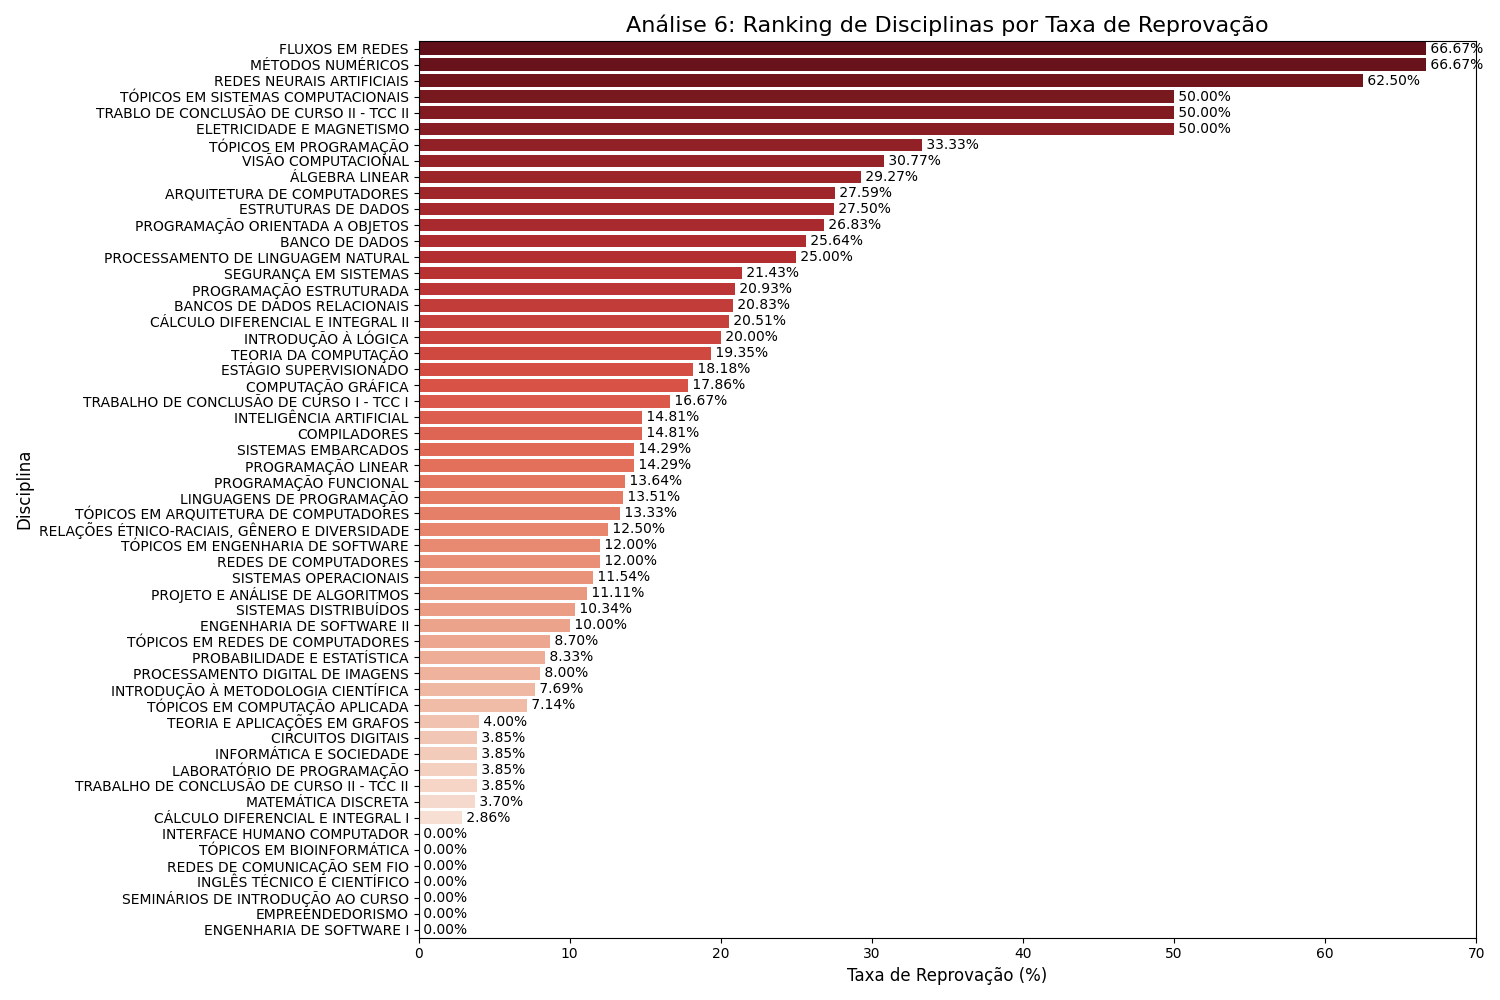 Análise 6: Ranking de Disciplinas por Taxa de Reprovação
FLUXOS EM REDES 66.67%
MÉTODOS NUMÉRICOS 66.67%
REDES NEURAIS ARTIFICIAIS 62.50%
TÓPICOS EM SISTEMAS COMPUTACIONAIS 50.00%
TRABLO DE CONCLUSÃO DE CURSO II - TCC II 50.00%
ELETRICIDADE E MAGNETISMO 50.00%
TÓPICOS EM PROGRAMAÇÃO 33.33%
VISÃO COMPUTACIONAL 30.77%
ÁLGEBRA LINEAR 29.27%
ARQUITETURA DE COMPUTADORES 27.59%
ESTRUTURAS DE DADOS 27.50%
PROGRAMAÇÃO ORIENTADA A OBJETOS 26.83%
BANCO DE DADOS 25.64%
PROCESSAMENTO DE LINGUAGEM NATURAL 25.00%
SEGURANÇA EM SISTEMAS 21.43%
PROGRAMAÇÃO ESTRUTURADA 20.93%
BANCOS DE DADOS RELACIONAIS 20.83%
CÁLCULO DIFERENCIAL E INTEGRAL II 20.51%
INTRODUÇÃO À LÓGICA 20.00%
TEORIA DA COMPUTAÇÃO 19.35%
ESTÁGIO SUPERVISIONADO 18.18%
COMPUTAÇÃO GRÁFICA 17.86%
TRABALHO DE CONCLUSÃO DE CURSO I - TCC I 16.67%
INTELIGÊNCIA ARTIFICIAL 14.81%
COMPILADORES 14.81%
SISTEMAS EMBARCADOS 14.29%
PROGRAMAÇÃO LINEAR 14.29%
PROGRAMAÇÃO FUNCIONAL 13.64%
LINGUAGENS DE PROGRAMAÇÃO 13.51%
TÓPICOS EM ARQUITETURA DE COMPUTADORES 13.33%
RELAÇÕES ÉTNICO-RACIAIS, GÊNERO E DIVERSIDADE 12.50%
TÓPICOS EM ENGENHARIA DE SOFTWARE 12.00%
REDES DE COMPUTADORES 12.00%
SISTEMAS OPERACIONAIS 11.54%
PROJETO E ANÁLISE DE ALGORITMOS 11.11%
SISTEMAS DISTRIBUÍDOS 10.34%
ENGENHARIA DE SOFTWARE II 10.00%
TÓPICOS EM REDES DE COMPUTADORES 8.70%
PROBABILIDADE E ESTATÍSTICA 8.33%
PROCESSAMENTO DIGITAL DE IMAGENS 8.00%
INTRODUÇÃO À METODOLOGIA CIENTÍFICA 7.69%
TÓPICOS EM COMPUTAÇÃO APLICADA 7.14%
TEORIA E APLICAÇÕES EM GRAFOS 4.00%
CIRCUITOS DIGITAIS 3.85%
INFORMÁTICA E SOCIEDADE 3.85%
LABORATÓRIO DE PROGRAMAÇÃO 3.85%
TRABALHO DE CONCLUSÃO DE CURSO II - TCC II 3.85%
MATEMÁTICA DISCRETA 3.70%
CÁLCULO DIFERENCIAL E INTEGRAL I 2.86%
INTERFACE HUMANO COMPUTADOR 0.00%
TÓPICOS EM BIOINFORMÁTICA 0.00%
REDES DE COMUNICAÇÃO SEM FIO 0.00%
INGLÊS TÉCNICO E CIENTÍFICO 0.00%
SEMINÁRIOS DE INTRODUÇÃO AO CURSO 0.00%
EMPREENDEDORISMO 0.00%
ENGENHARIA DE SOFTWARE I 0.00%
Disciplina
0 10 20 30 40 50 60 70
Taxa de Reprovação (%)